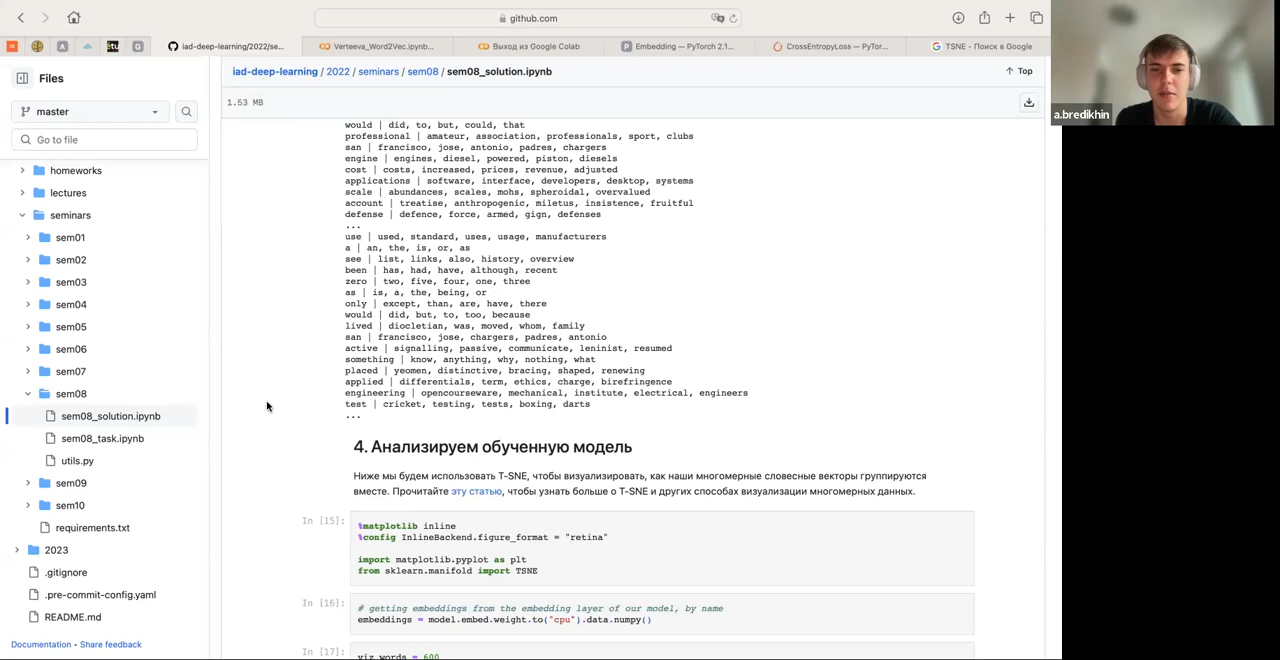 github.com
iad-deep-learning/2022/se...
Verteeva_Word2Vec.ipynb...
Выход из Google Colab
Embedding — PyTorch 2.1...
CrossEntropyLoss — PyTor...
TSNE - Поиск в Google
a.bredikhin
Files
master
Go to file
homeworks
lectures
seminars
sem01
sem02
sem03
sem04
sem05
sem06
sem07
sem08
sem08_solution.ipynb
sem08_task.ipynb
utils.py
sem09
sem10
requirements.txt
2023
.gitignore
.pre-commit-config.yaml
README.md
Documentation • Share feedback
iad-deep-learning / 2022 / seminars / sem08 / sem08_solution.ipynb
Top
1.53 MB
would | did, to, but, could, that
professional | amateur, association, professionals, sport, clubs
san | francisco, jose, antonio, padres, chargers
engine | engines, diesel, powered, piston, diesels
cost | costs, increased, prices, revenue, adjusted
applications | software, interface, developers, desktop, systems
scale | abundances, scales, mohs, spheroidal, overvalued
account | treatise, anthropogenic, miletus, insistence, fruitful
defense | defence, force, armed, gign, defenses
...
use | used, standard, uses, usage, manufacturers
a | an, the, is, or, as
see | list, links, also, history, overview
been | has, had, have, although, recent
zero | two, five, four, one, three
as | is, a, the, being, or
only | except, than, are, have, there
would | did, but, to, too, because
lived | diocletian, was, moved, whom, family
san | francisco, jose, chargers, padres, antonio
active | signalling, passive, communicate, leninist, resumed
something | know, anything, why, nothing, what
placed | yeomen, distinctive, bracing, shaped, renewing
applied | differentials, term, ethics, charge, birefringence
engineering | opencourseware, mechanical, institute, electrical, engineers
test | cricket, testing, tests, boxing, darts
...
4. Анализируем обученную модель
Ниже мы будем использовать T-SNE, чтобы визуализировать, как наши многомерные словесные векторы группируются
вместе. Прочитайте эту статью, чтобы узнать больше о T-SNE и других способах визуализации многомерных данных.
In [15]:
%matplotlib inline
%config InlineBackend.figure_format = "retina"
import matplotlib.pyplot as plt
from sklearn.manifold import TSNE
In [16]:
# getting embeddings from the embedding layer of our model, by name
embeddings = model.embed.weight.to("cpu").data.numpy()
In [17]:
viz_words = 600